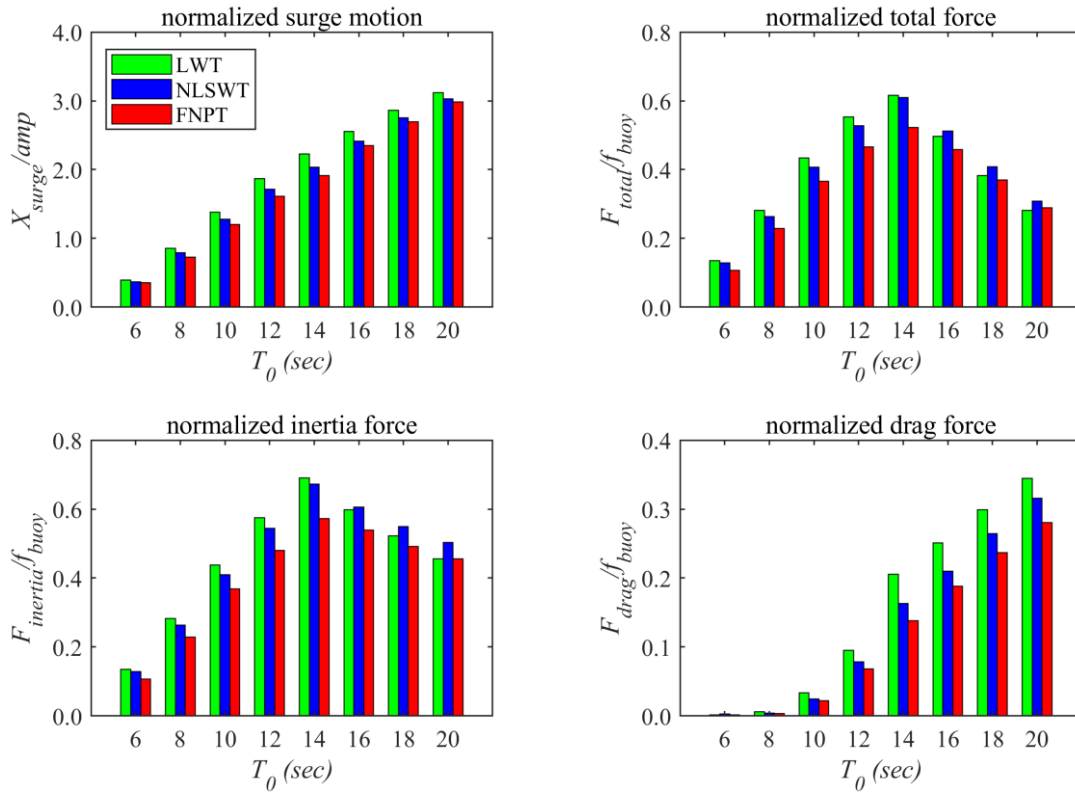 normalized surge motion
X_surge/amp
4.0
3.0
2.0
1.0
0.0
LWT
NLSWT
FNPT
6 8 10 12 14 16 18 20
T_0 (sec)
normalized total force
F_total/f_buoy
0.8
0.6
0.4
0.2
0.0
6 8 10 12 14 16 18 20
T_0 (sec)
normalized inertia force
F_inertia/f_buoy
0.8
0.6
0.4
0.2
0.0
6 8 10 12 14 16 18 20
T_0 (sec)
normalized drag force
F_drag/f_buoy
0.4
0.3
0.2
0.1
0.0
6 8 10 12 14 16 18 20
T_0 (sec)